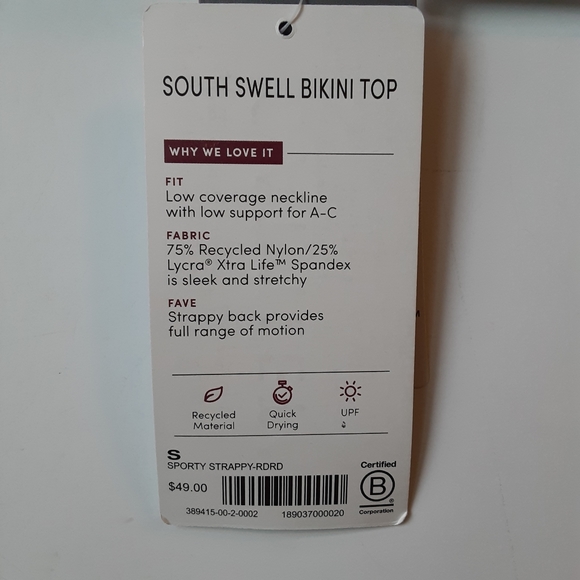 SOUTH SWELL BIKINI TOP
WHY WE LOVE IT
FIT
Low coverage neckline
with low support for A-C
FABRIC
75% Recycled Nylon/25%
Lycra® Xtra Life™ Spandex
is sleek and stretchy
FAVE
Strappy back provides
full range of motion
Recycled
Material
Quick
Drying
UPF
S
SPORTY STRAPPY-RDRD
$49.00
389415-00-2-0002
189037000020
Certified
B
®
Corporation